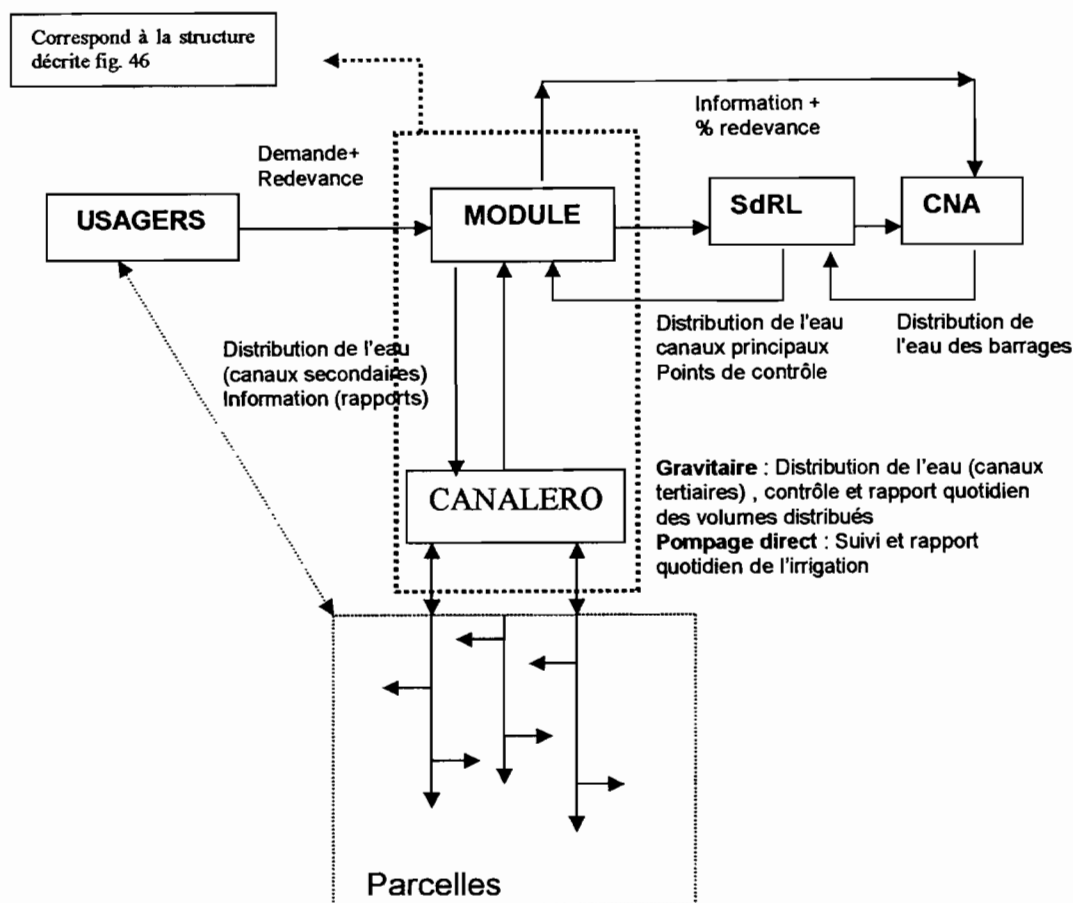 Correspond à la structure
décrite fig. 46
Information +
% redevance
Demande+
Redevance
USAGERS
MODULE
SdRL
CNA
Distribution de l'eau
(canaux secondaires)
Information (rapports)
Distribution de l'eau
canaux principaux
Points de contrôle
Distribution de
l'eau des barrages
CANALERO
Gravitaire : Distribution de l'eau (canaux
tertiaires) , contrôle et rapport quotidien
des volumes distribués
Pompage direct : Suivi et rapport
quotidien de l'irrigation
Parcelles